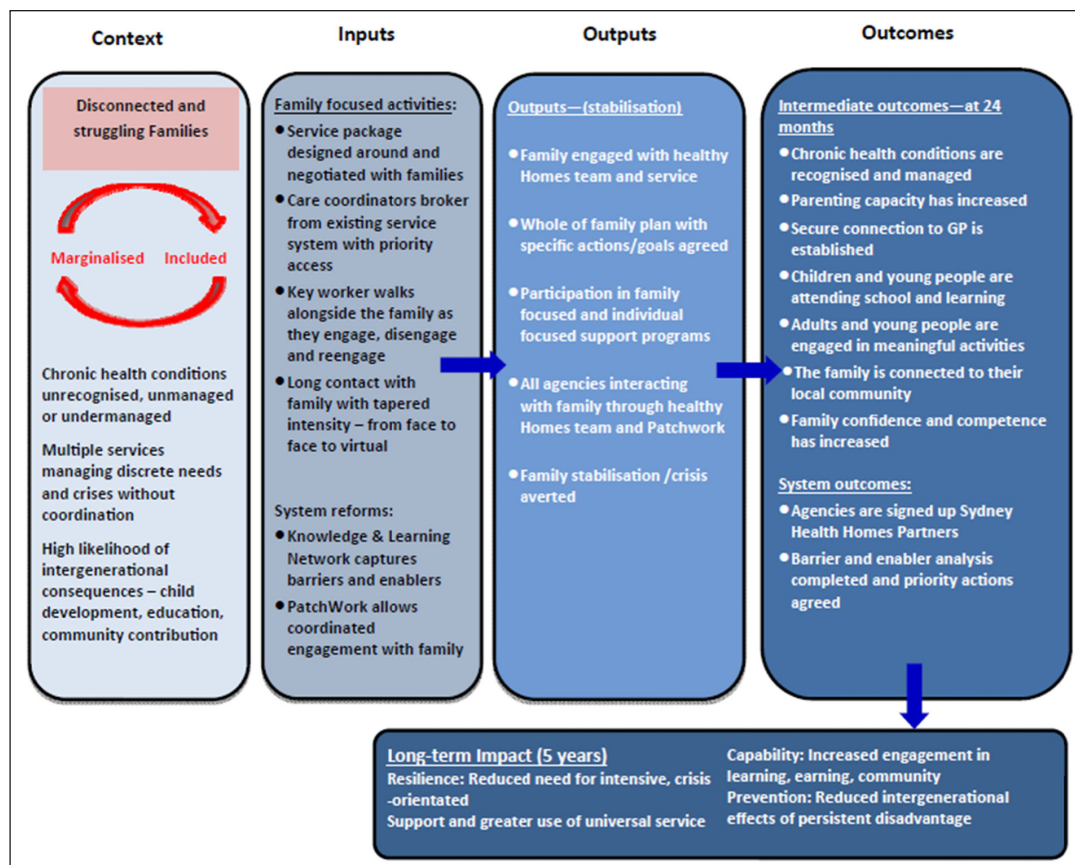 Context
Inputs
Outputs
Outcomes
Disconnected and
struggling Families
Marginalised
Included
Chronic health conditions
unrecognised, unmanaged
or undermanaged
Multiple services
managing discrete needs
and crises without
coordination
High likelihood of
intergenerational
consequences – child
development, education,
community contribution
Family focused activities:
●Service package
designed around and
negotiated with families
●Care coordinators broker
from existing service
system with priority
access
●Key worker walks
alongside the family as
they engage, disengage
and reengage
●Long contact with
family with tapered
intensity – from face to
face to virtual
System reforms:
●Knowledge & Learning
Network captures
barriers and enablers
●PatchWork allows
coordinated
engagement with family
Outputs—(stabilisation)
●Family engaged with healthy
Homes team and service
●Whole of family plan with
specific actions/goals agreed
●Participation in family
focused and individual
focused support programs
●All agencies interacting
with family through healthy
Homes team and Patchwork
●Family stabilisation /crisis
averted
Intermediate outcomes—at 24
months
●Chronic health conditions are
recognised and managed
●Parenting capacity has increased
●Secure connection to GP is
established
●Children and young people are
attending school and learning
●Adults and young people are
engaged in meaningful activities
●The family is connected to their
local community
●Family confidence and competence
has increased
System outcomes:
●Agencies are signed up Sydney
Health Homes Partners
●Barrier and enabler analysis
completed and priority actions
agreed
Long-term Impact (5 years)
Resilience: Reduced need for intensive, crisis
-orientated
Support and greater use of universal service
Capability: Increased engagement in
learning, earning, community
Prevention: Reduced intergenerational
effects of persistent disadvantage